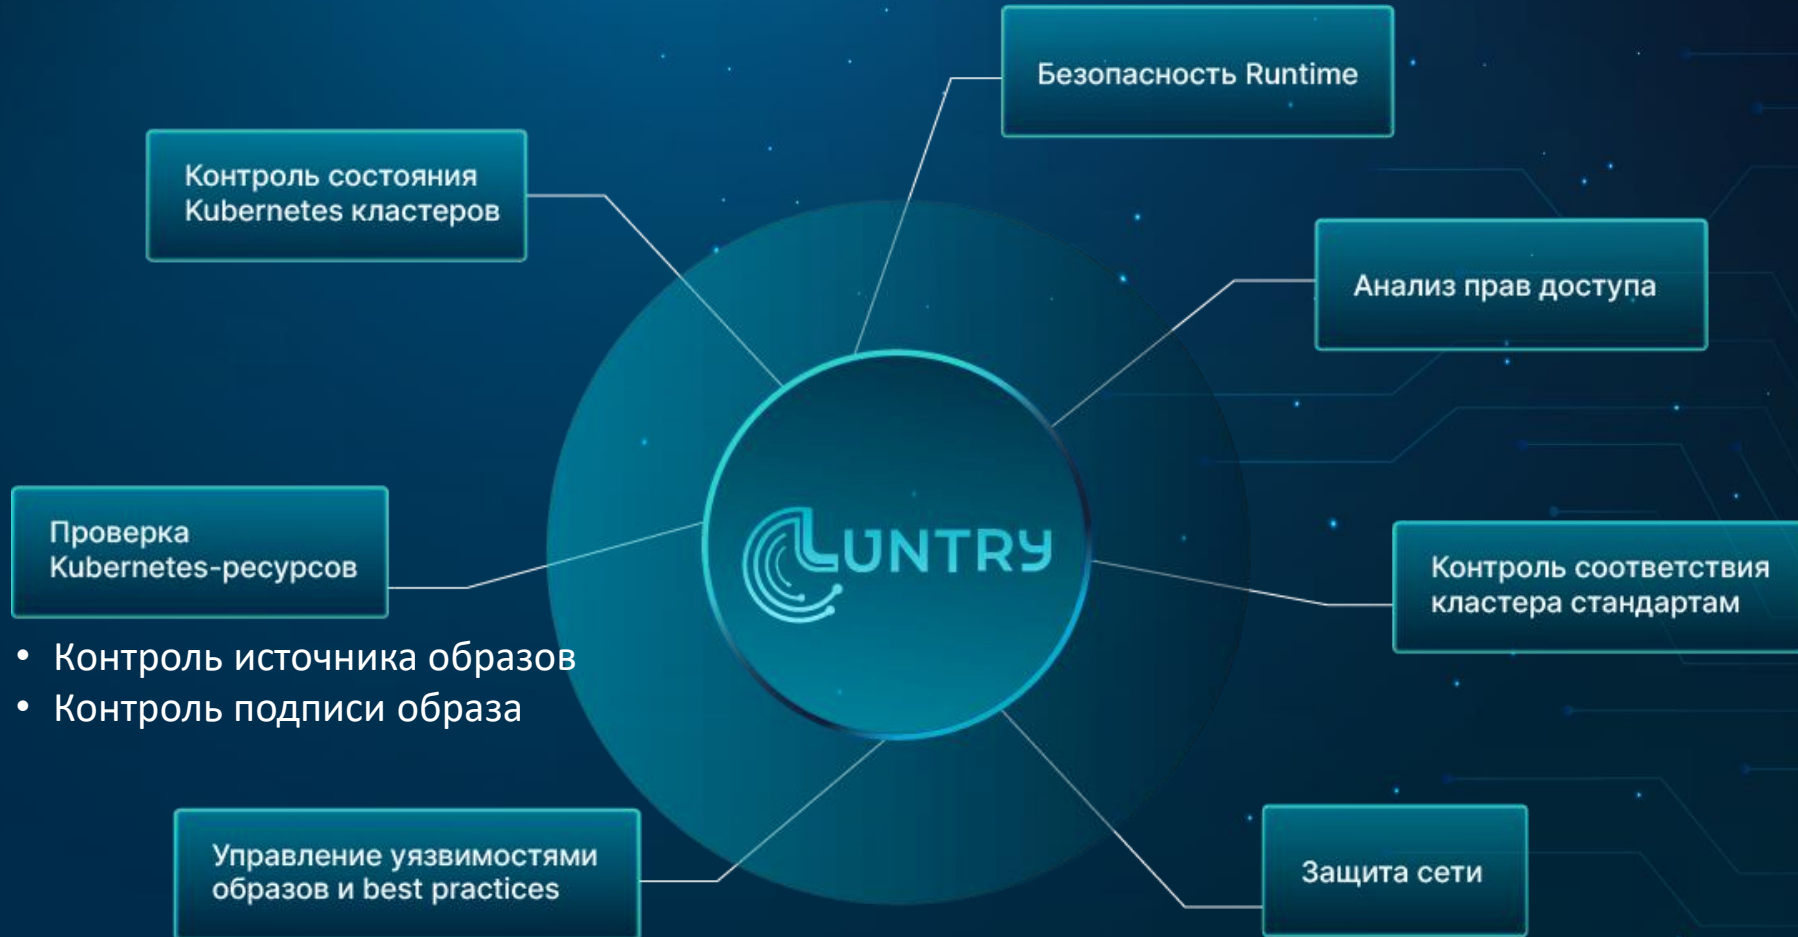 Безопасность Runtime
Контроль состояния
Kubernetes кластеров
Анализ прав доступа
Проверка
Kubernetes-ресурсов
LUNTRY
Контроль соответствия
кластера стандартам
• Контроль источника образов
• Контроль подписи образа
Управление уязвимостями
образов и best practices
Защита сети